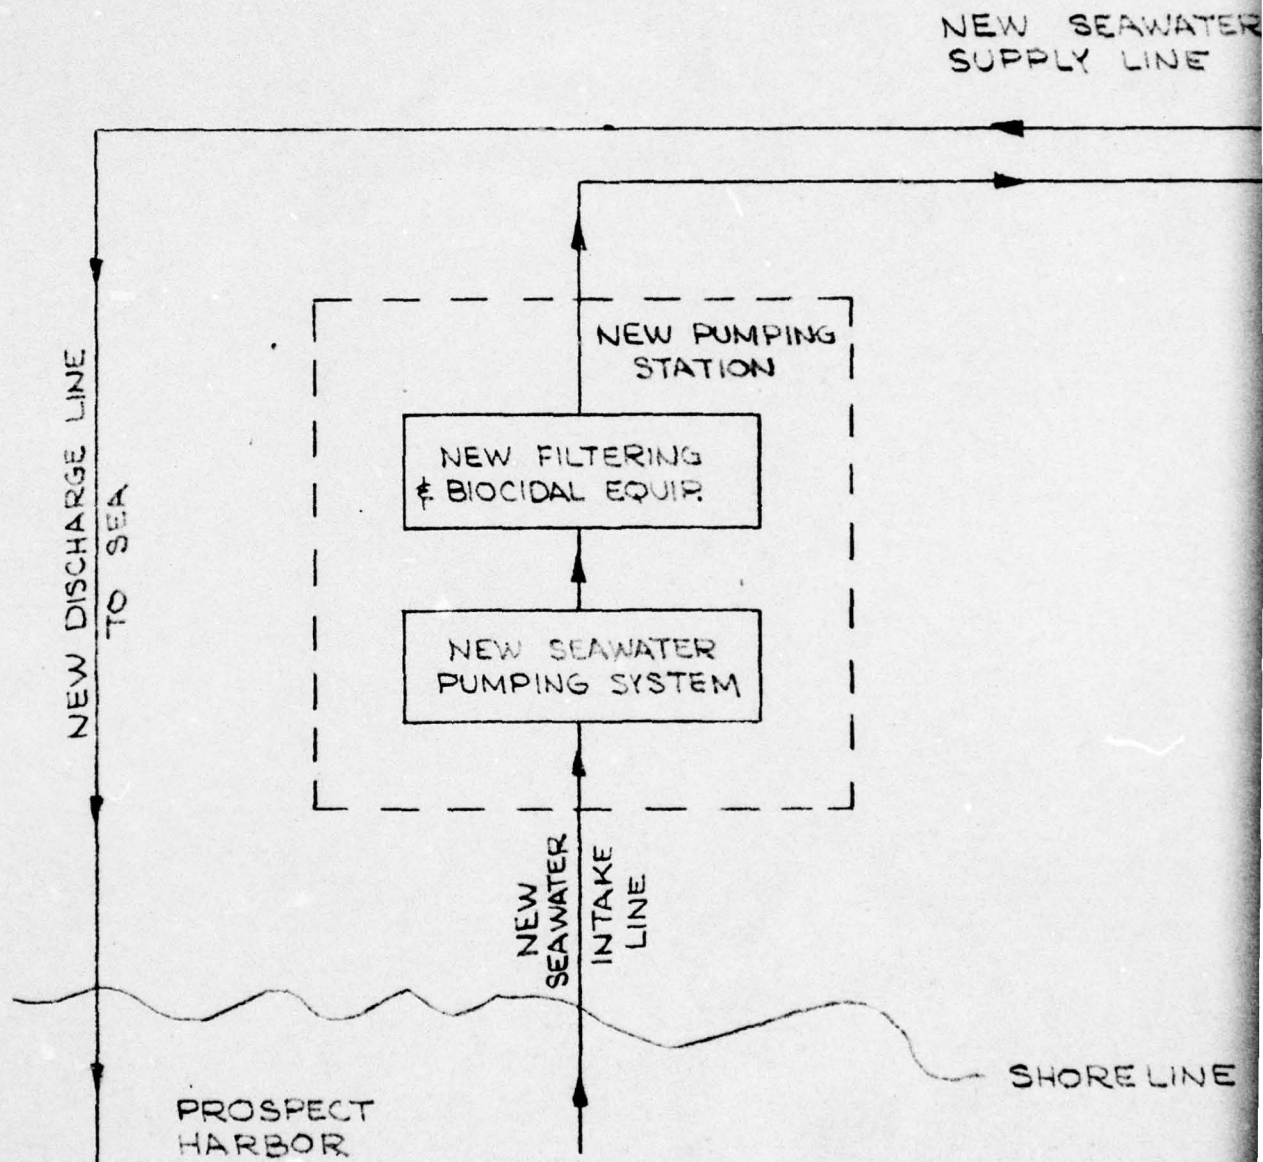 NEW SEAWATER
SUPPLY LINE
NEW PUMPING
STATION
NEW FILTERING
& BIOCIDAL EQUIP.
NEW SEAWATER
PUMPING SYSTEM
NEW DISCHARGE LINE
TO SEA
NEW
SEAWATER
INTAKE
LINE
SHORE LINE
PROSPECT
HARBOR